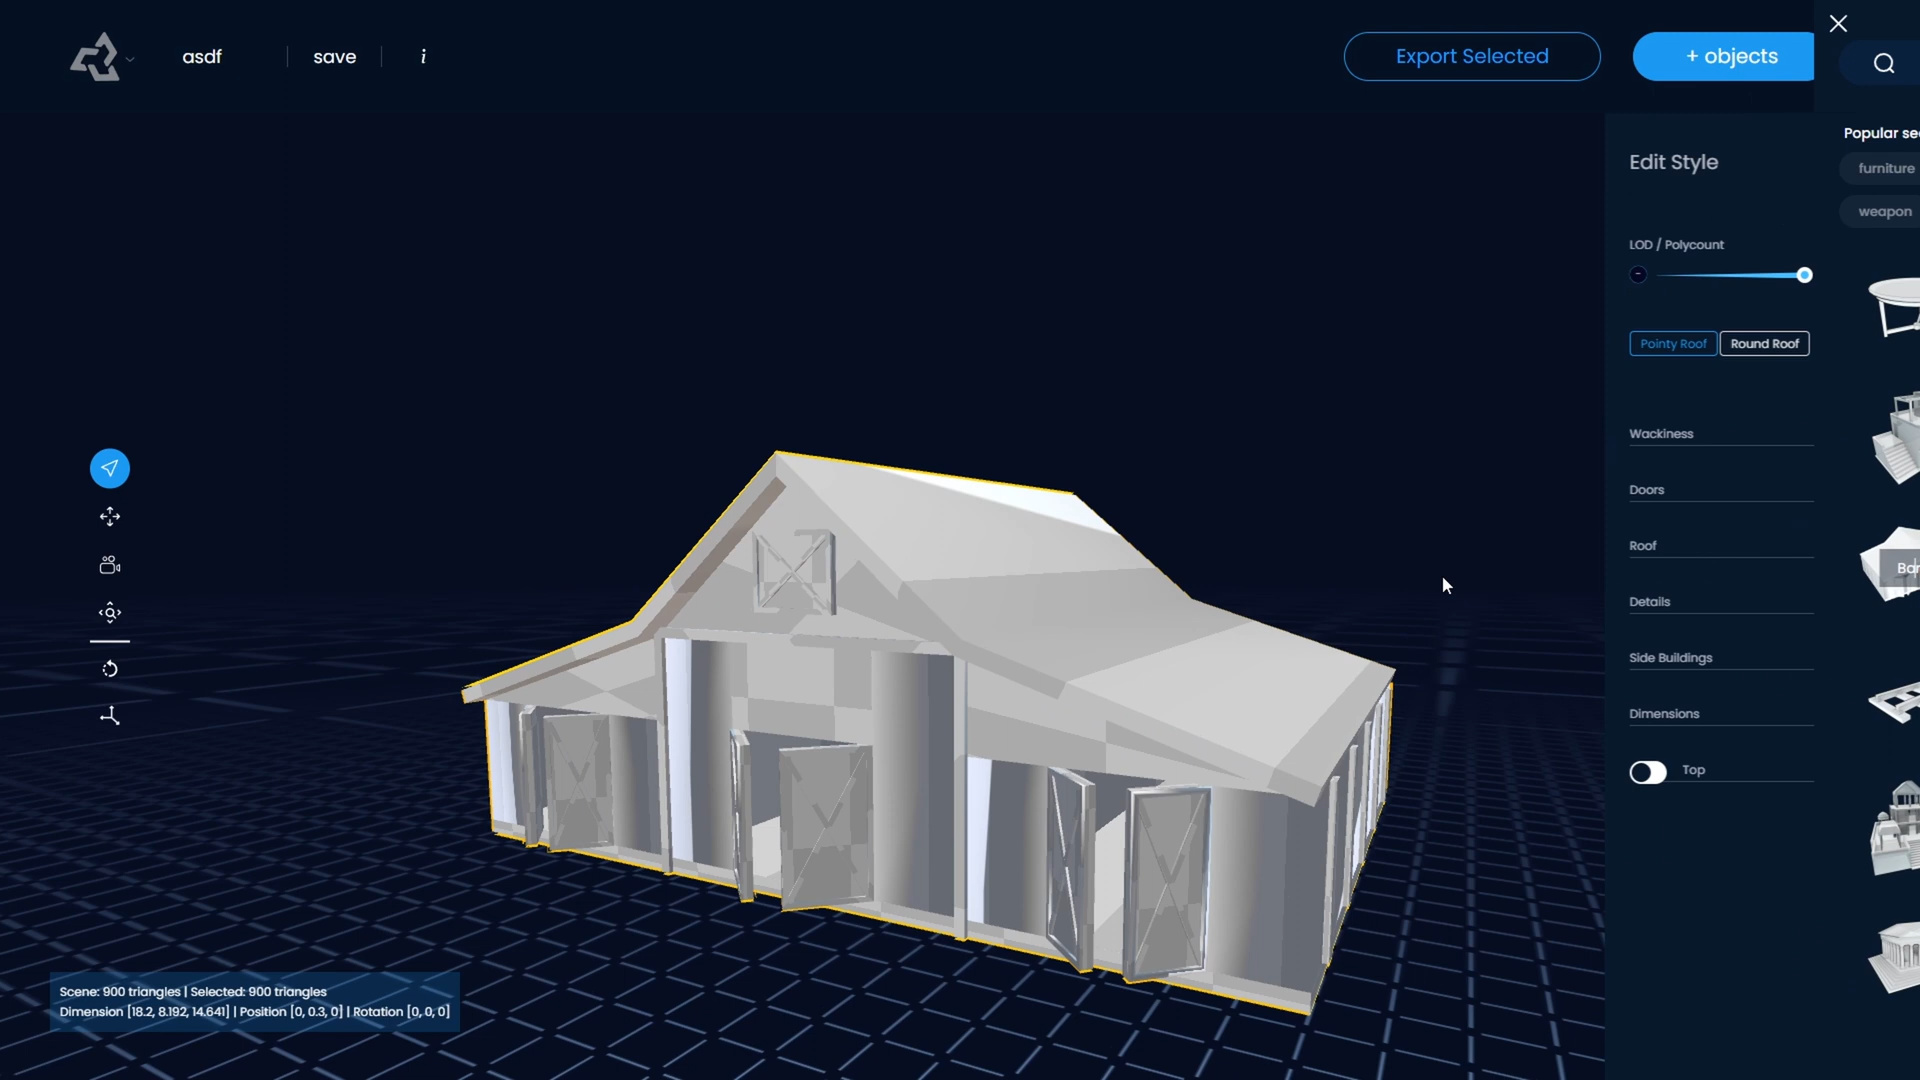 asdf
save
i
Export Selected
+ objects
Popular se
furniture
weapon
Edit Style
LOD / Polycount
Pointy Roof
Round Roof
Wackiness
Doors
Roof
Details
Side Buildings
Dimensions
Top
Bar
Scene: 900 triangles | Selected: 900 triangles
Dimension [18.2, 8.192, 14.641] | Position [0, 0.3, 0] | Rotation [0, 0, 0]